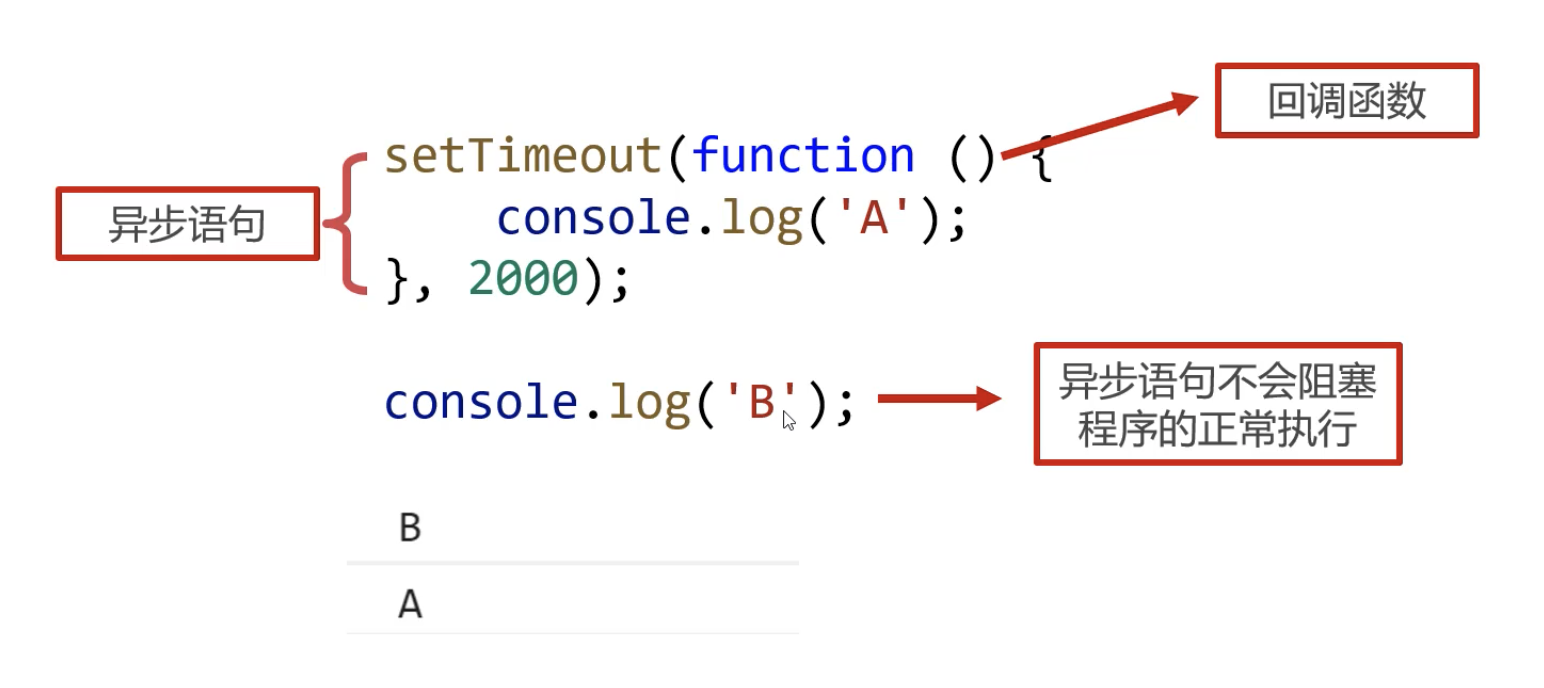 回调函数
setTimeout(function () {
异步语句
    console.log('A');
}, 2000);
console.log('B');
异步语句不会阻塞
程序的正常执行
B
A